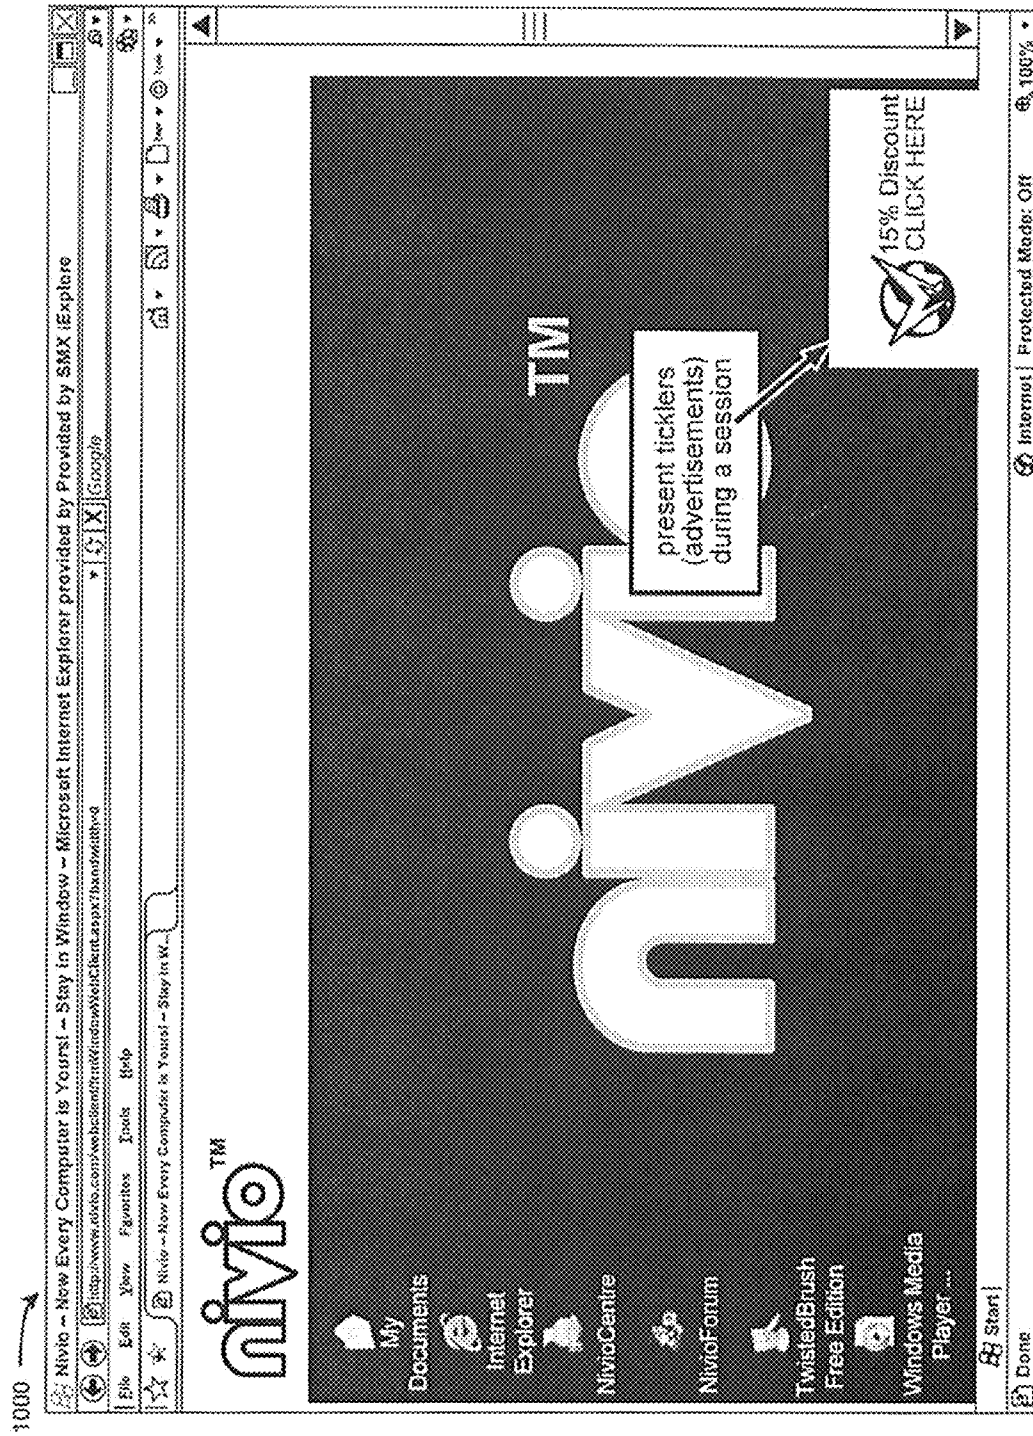 1000
Nivio – Now Every Computer is Yours! – Stay in Window – Microsoft Internet Explorer provided by Provided by SMX iExplore
Google
File Edit View Favorites Tools Help
Nivio – Now Every Computer is Yours! – Stay in W...
nivio TM
My
Documents
Internet
Explorer
NivioCentre
NivioForum
TwistedBrush
Free Edition
Windows Media
Player...
nivio TM
present ticklers
(advertisements)
during a session
15% Discount
CLICK HERE
Start
Done
Internet | Protected Mode: Off
100%